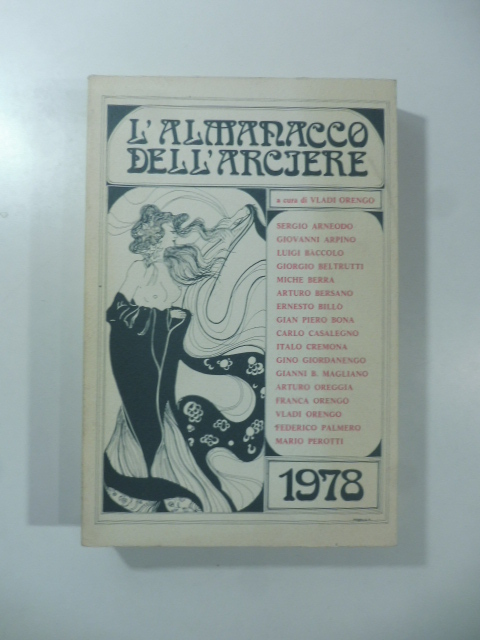 L'ALMANACCO
DELL'ARCIERE
a cura di VLADI ORENGO
SERGIO ARNEODO
GIOVANNI ARPINO
LUIGI BACCOLO
GIORGIO BELTRUTTI
MICHE BERRA
ARTURO BERSANO
ERNESTO BILLÒ
GIAN PIERO BONA
CARLO CASALEGNO
ITALO CREMONA
GINO GIORDANENGO
GIANNI B. MAGLIANO
ARTURO OREGGIA
FRANCA ORENGO
VLADI ORENGO
FEDERICO PALMERO
MARIO PEROTTI
1978